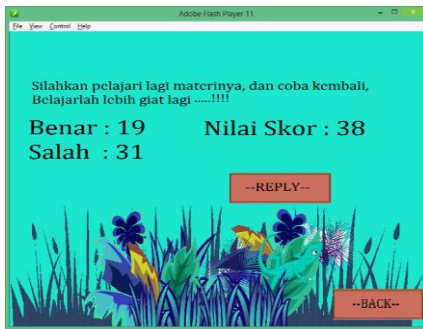 Adobe Flash Player 11
File View Control Help
Silahkan pelajari lagi materinya, dan coba kembali,
Belajarlah lebih giat lagi .....!!!!
Benar : 19 Nilai Skor : 38
Salah : 31
--REPLY--
--BACK--